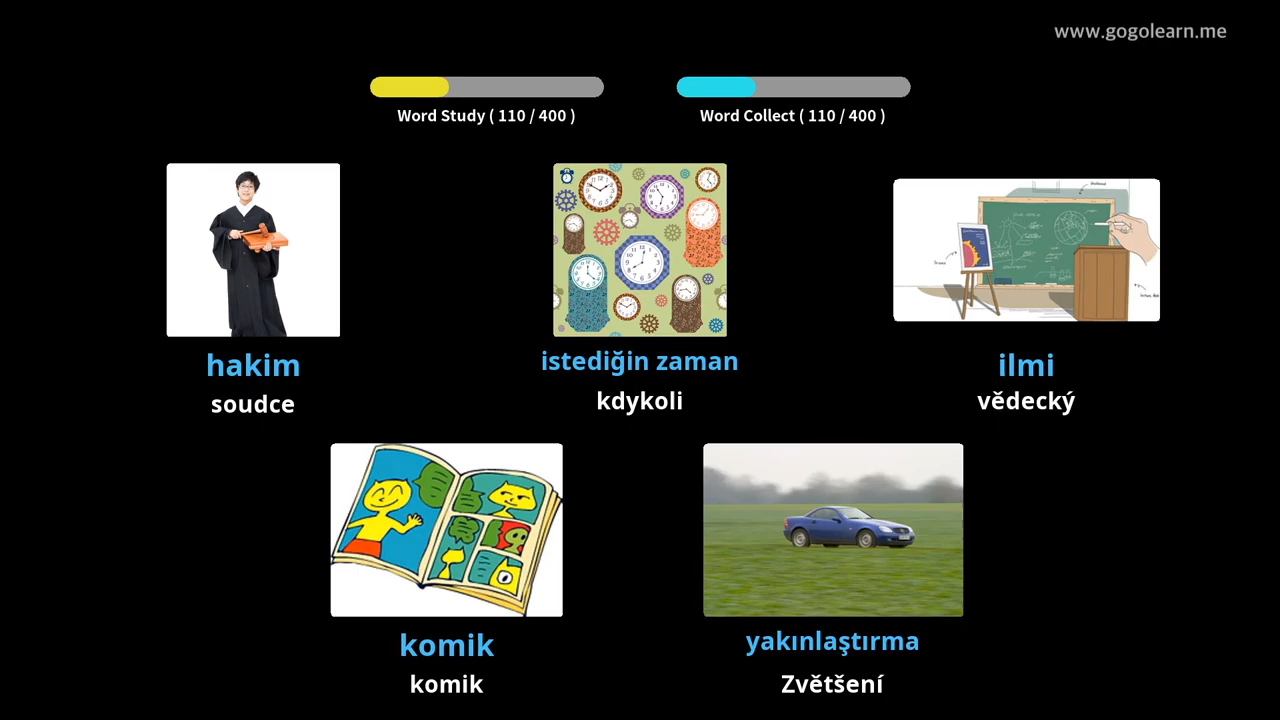 www.gogolearn.me
Word Study ( 110 / 400 )
Word Collect ( 110 / 400 )
hakim
soudce
istediğin zaman
kdykoli
ilmi
vědecký
komik
komik
yakınlaştırma
Zvětšení